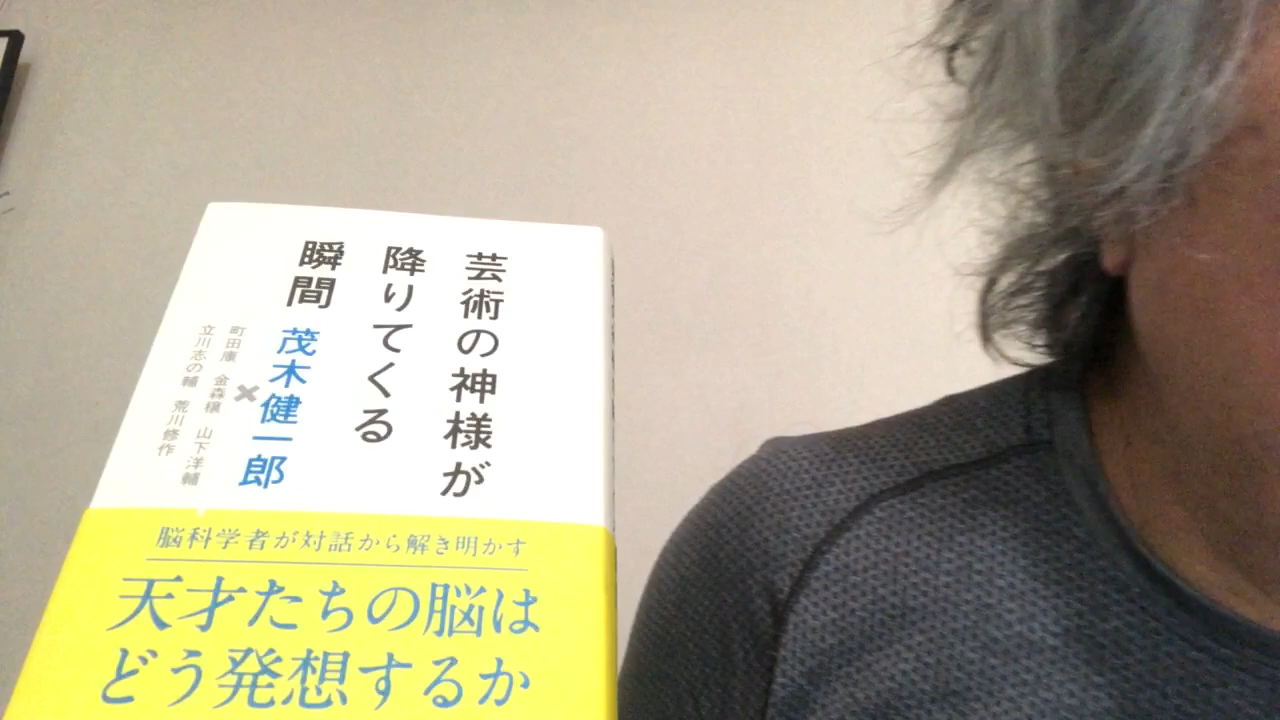 芸術の神様が
降りてくる
瞬間
茂木健一郎
×
町田康 金森穣 山下洋輔
立川志の輔 荒川修作
脳科学者が対話から解き明かす
天才たちの脳は
どう発想するか